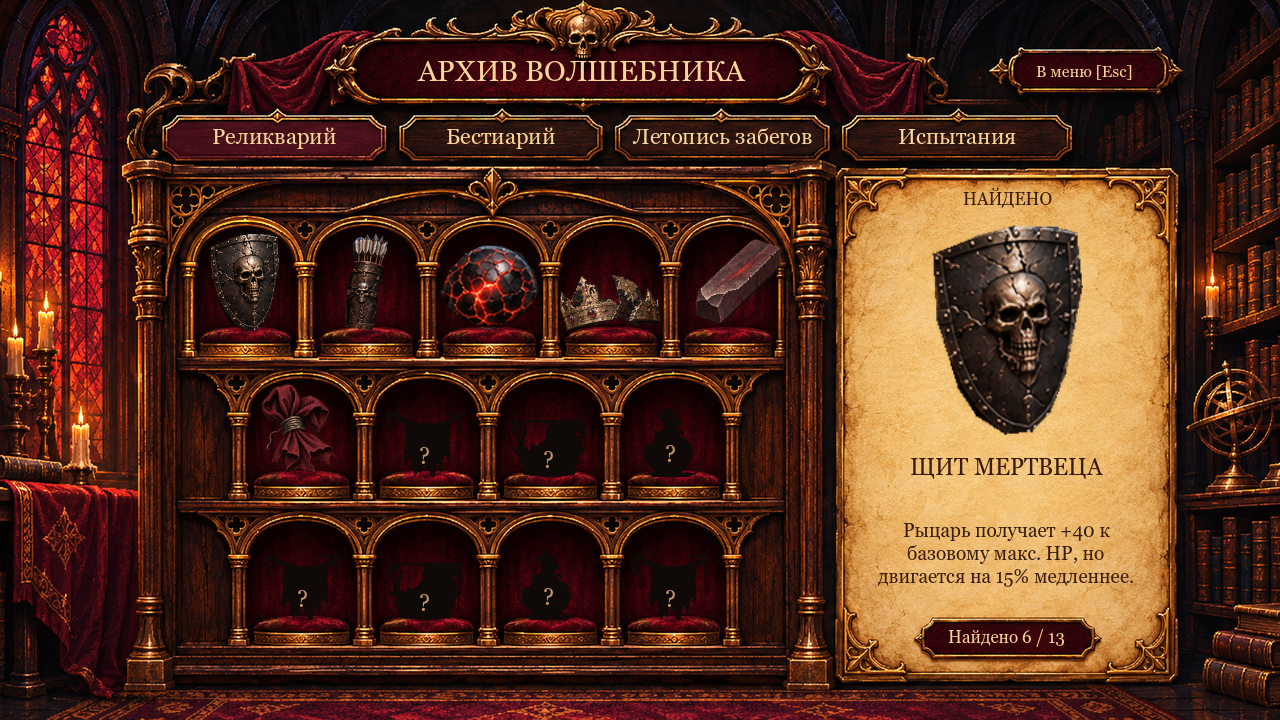 АРХИВ ВОЛШЕБНИКА
В меню [Esc]
Реликварий
Бестиарий
Летопись забегов
Испытания
НАЙДЕНО
ЩИТ МЕРТВЕЦА
Рыцарь получает +40 к
базовому макс. HP, но
двигается на 15% медленнее.
? ? ?
? ? ? ?
Найдено 6 / 13